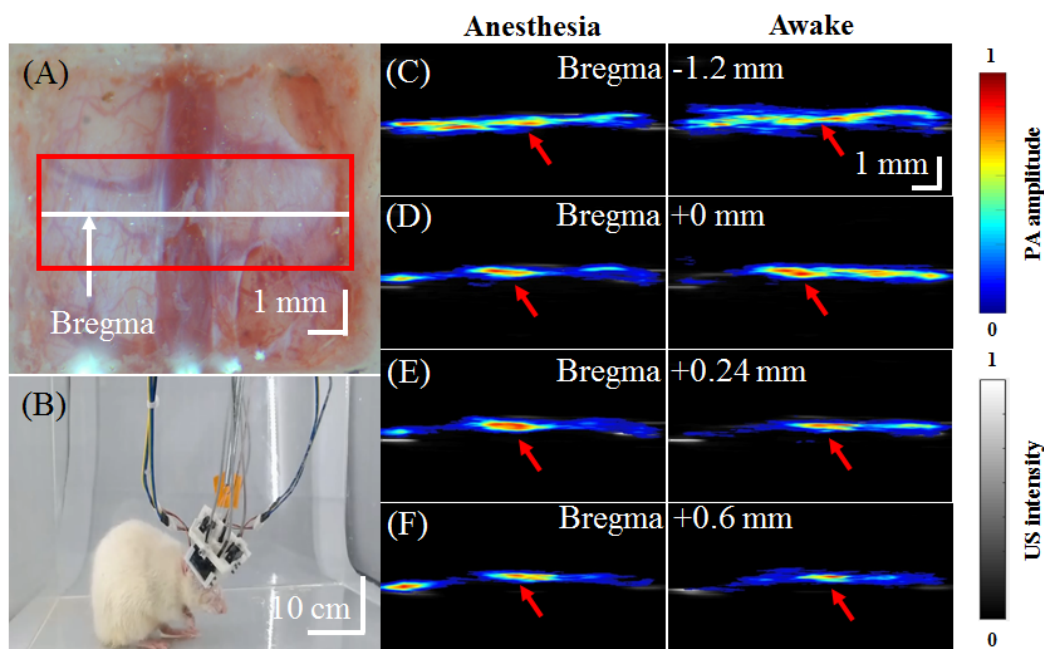 Anesthesia
Awake
(A)
Bregma
1 mm
(B)
10 cm
(C)
Bregma -1.2 mm
1 mm
(D)
Bregma +0 mm
(E)
Bregma +0.24 mm
(F)
Bregma +0.6 mm
1
PA amplitude
0
1
US intensity
0